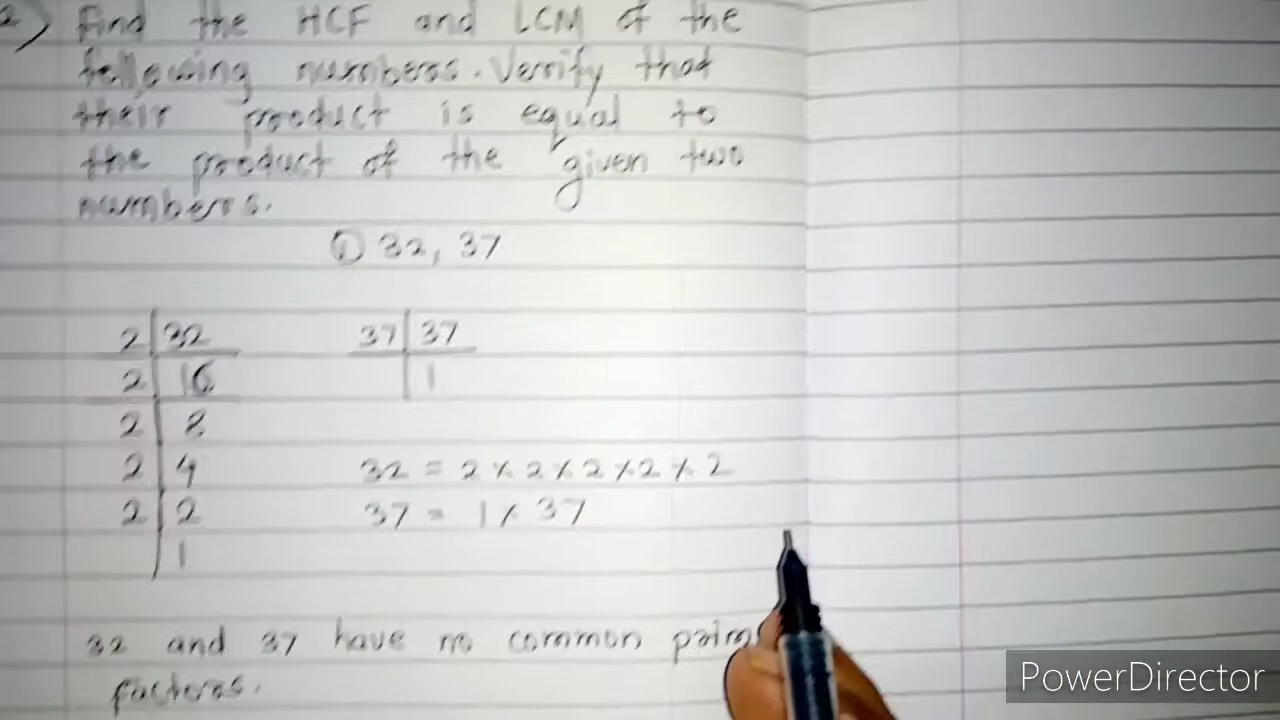 2) Find the HCF and LCM of the
following numbers. Verify that
their product is equal to
the product of the given two
numbers.
① 32, 37
2 | 32    37 | 37
2 | 16    | 1
2 | 8
2 | 4    32 = 2 × 2 × 2 × 2 × 2
2 | 2    37 = 1 × 37
| 1
32 and 37 have no common prim
factors.
PowerDirector